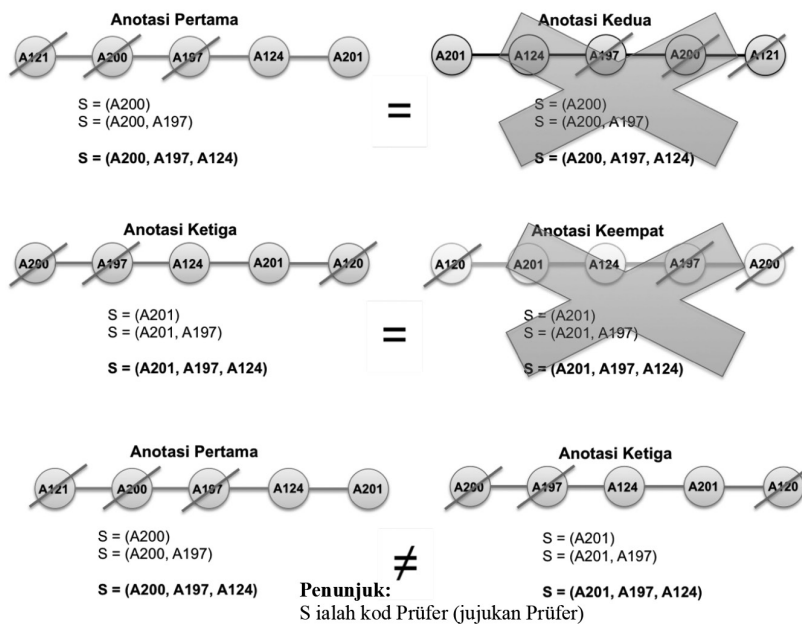 Anotasi Pertama
A121 A200 A197 A124 A201
S = (A200)
S = (A200, A197)
S = (A200, A197, A124)
=
Anotasi Kedua
A201 A124 A197 A200 A121
S = (A200)
S = (A200, A197)
S = (A200, A197, A124)
Anotasi Ketiga
A200 A197 A124 A201 A120
S = (A201)
S = (A201, A197)
S = (A201, A197, A124)
=
Anotasi Keempat
A120 A201 A124 A197 A200
S = (A201)
S = (A201, A197)
S = (A201, A197, A124)
Anotasi Pertama
A121 A200 A197 A124 A201
S = (A200)
S = (A200, A197)
S = (A200, A197, A124)
≠
Anotasi Ketiga
A200 A197 A124 A201 A120
S = (A201)
S = (A201, A197)
S = (A201, A197, A124)
Penunjuk:
S ialah kod Prüfer (jujukan Prüfer)